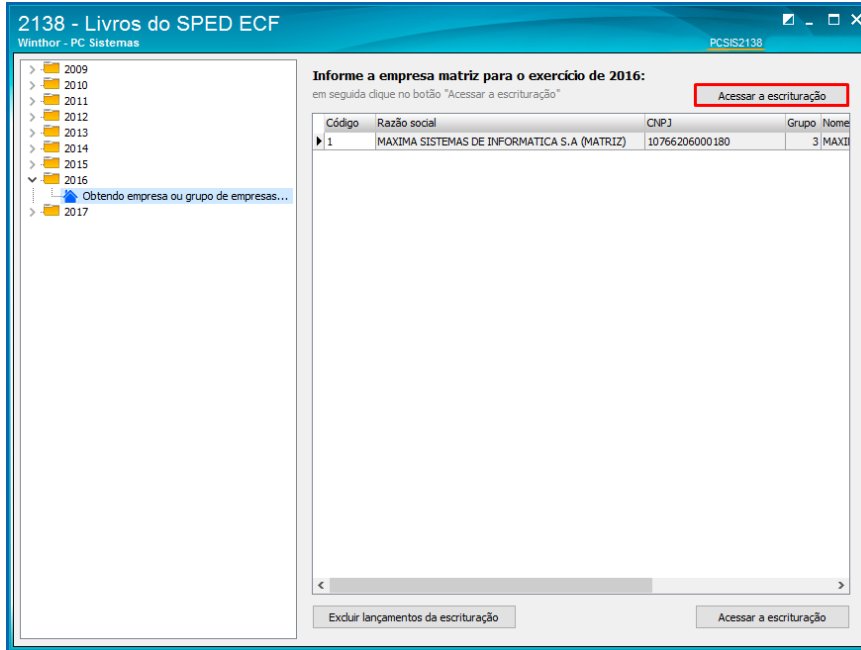 2138 - Livros do SPED ECF
Winthor - PC Sistemas
PCSIS2138
2009
2010
2011
2012
2013
2014
2015
2016
Obtendo empresa ou grupo de empresas...
2017
Informe a empresa matriz para o exercício de 2016:
em seguida clique no botão "Acessar a escrituração"
Acessar a escrituração
Código Razão social CNPJ Grupo Nome
1 MAXIMA SISTEMAS DE INFORMATICA S.A (MATRIZ) 10766206000180 3 MAXI
Excluir lançamentos da escrituração
Acessar a escrituração